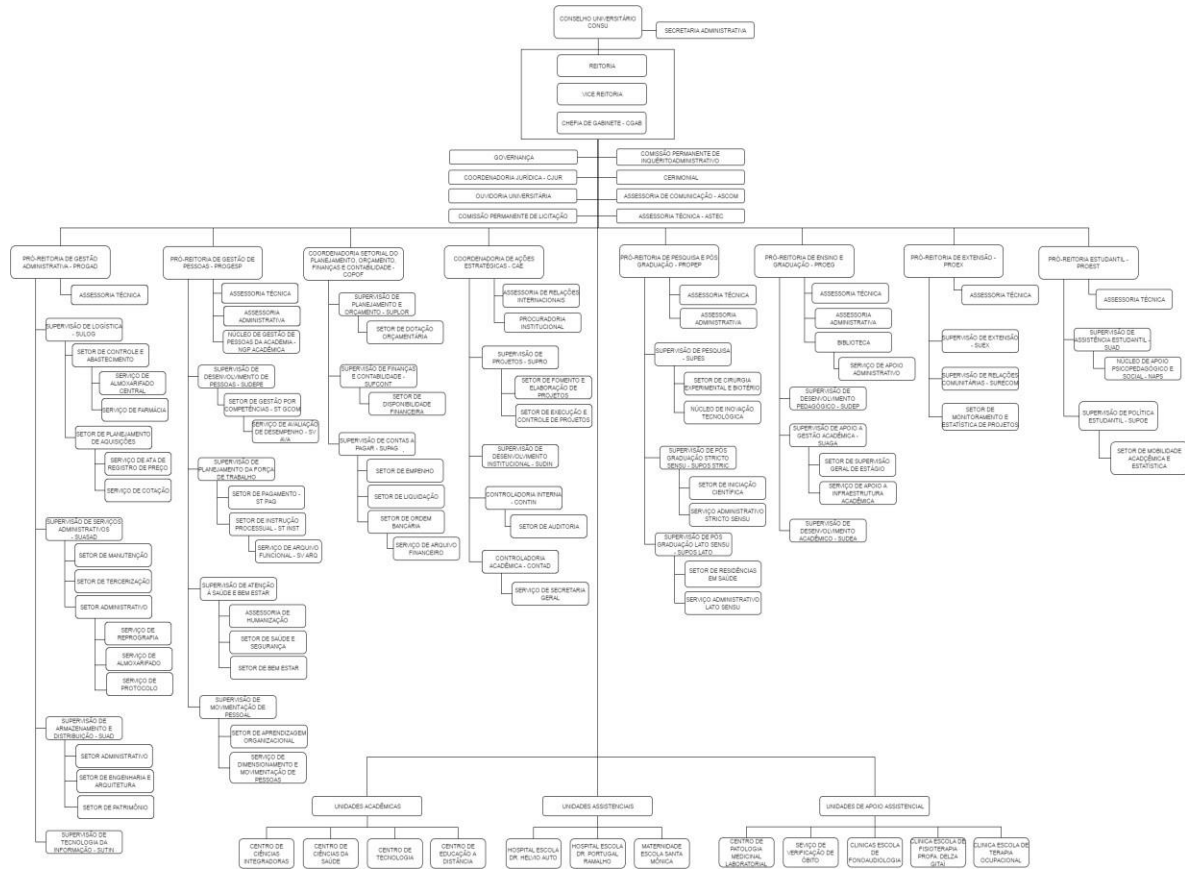 CONSELHO UNIVERSITÁRIO
CONSU
SECRETARIA ADMINISTRATIVA
REITORIA
VICE REITORIA
CHEFIA DE GABINETE - CGAB
GOVERNANÇA
COMISSÃO PERMANENTE DE
INQUÉRITOADMINISTRATIVO
COORDENADORIA JURÍDICA - CJUR
CERIMONIAL
OUVIDORIA UNIVERSITÁRIA
ASSESSORIA DE COMUNICAÇÃO - ASCOM
COMISSÃO PERMANENTE DE LICITAÇÃO
ASSESSORIA TÉCNICA - ASTEC
PRÓ-REITORIA DE GESTÃO
ADMINISTRATIVA - PROGAD
ASSESSORIA TÉCNICA
SUPERVISÃO DE LOGÍSTICA - SULOG
SETOR DE CONTROLE E
ABASTECIMENTO
SERVIÇO DE
ALMOXARIFADO
CENTRAL
SERVIÇO DE FARMÁCIA
SETOR DE PLANEJAMENTO
DE AQUISIÇÕES
SERVIÇO DE ATA DE
REGISTRO DE PREÇO
SERVIÇO DE COTAÇÃO
SUPERVISÃO DE SERVIÇOS
ADMINISTRATIVOS -
SUASAD
SETOR DE MANUTENÇÃO
SETOR DE TERCERIZAÇÃO
SETOR ADMINISTRATIVO
SERVIÇO DE
REPROGRAFIA
SERVIÇO DE
ALMOXARIFADO
SERVIÇO DE
PROTOCOLO
SUPERVISÃO DE
ARMAZENAMENTO E
DISTRIBUIÇÃO - SUAD
SETOR ADMINISTRATIVO
SETOR DE ENGENHARIA E
ARQUITETURA
SETOR DE PATRIMÔNIO
SUPERVISÃO DE
TECNOLOGIA DA
INFORMAÇÃO - SUTIN
PRÓ-REITORIA DE GESTÃO DE
PESSOAS - PROGESP
ASSESSORIA TÉCNICA
ASSESSORIA
ADMINISTRATIVA
NÚCLEO DE GESTÃO DE
PESSOAS DA ACADEMIA -
NGP ACADÊMICA
SUPERVISÃO DE
DESENVOLVIMENTO DE
PESSOAS - SUDEPE
SETOR DE GESTÃO POR
COMPETÊNCIAS - ST GCOM
SERVIÇO DE AVALIAÇÃO
DE DESEMPENHO - SV
AVA
SUPERVISÃO DE
PLANEJAMENTO DA FORÇA
DE TRABALHO
SETOR DE PAGAMENTO -
ST PAG
SETOR DE INSTRUÇÃO
PROCESSUAL - ST INST
SERVIÇO DE ARQUIVO
FUNCIONAL - SV ARQ
SUPERVISÃO DE ATENÇÃO
À SAÚDE E BEM ESTAR
ASSESSORIA DE
HUMANIZAÇÃO
SETOR DE SAÚDE E
SEGURANÇA
SETOR DE BEM ESTAR
SUPERVISÃO DE
MOVIMENTAÇÃO DE
PESSOAL
SETOR DE APRENDIZAGEM
ORGANIZACIONAL
SERVIÇO DE
DIMENSIONAMENTO E
MOVIMENTAÇÃO DE
PESSOAS
COORDENADORIA SETORIAL DO
PLANEJAMENTO, ORÇAMENTO,
FINANÇAS E CONTABILIDADE -
COPOF
SUPERVISÃO DE
PLANEJAMENTO E
ORÇAMENTO - SUPLOR
SETOR DE DOTAÇÃO
ORÇAMENTÁRIA
SUPERVISÃO DE FINANÇAS
E CONTABILIDADE -
SUFCOINT
SETOR DE
DISPONIBILIDADE
FINANCEIRA
SUPERVISÃO DE CONTAS A
PAGAR - SUPAG
SETOR DE EMPENHO
SETOR DE LIQUIDAÇÃO
SETOR DE ORDEM
BANCÁRIA
SERVIÇO DE ARQUIVO
FINANCEIRO
COORDENADORIA DE AÇÕES
ESTRATÉGICAS - CAE
ASSESSORIA DE RELAÇÕES
INTERNACIONAIS
PROCURADORIA
INSTITUCIONAL
SUPERVISÃO DE
PROJETOS - SUPRO
SETOR DE FOMENTO E
ELABORAÇÃO DE
PROJETOS
SETOR DE EXECUÇÃO E
CONTROLE DE PROJETOS
SUPERVISÃO DE
DESENVOLVIMENTO
INSTITUCIONAL - SUDIN
CONTROLADORIA INTERNA
- CONTIN
SETOR DE AUDITORIA
CONTROLADORIA
ACADÊMICA - CONTAD
SERVIÇO DE SECRETARIA
GERAL
PRÓ-REITORIA DE PESQUISA E PÓS
GRADUAÇÃO - PROPEP
ASSESSORIA TÉCNICA
ASSESSORIA
ADMINISTRATIVA
SUPERVISÃO DE PESQUISA
- SUPES
SETOR DE CIRURGIA
EXPERIMENTAL E BIOTÉRIO
NÚCLEO DE INOVAÇÃO
TECNOLÓGICA
SUPERVISÃO DE PÓS
GRADUAÇÃO STRICTO
SENSU - SUPOS STRIC
SETOR DE INICIAÇÃO
CIENTÍFICA
SERVIÇO ADMINISTRATIVO
STRICTO SENSU
SUPERVISÃO DE PÓS
GRADUAÇÃO LATO SENSU
- SUPOS LATO
SETOR DE RESIDÊNCIAS
EM SAÚDE
SERVIÇO ADMINISTRATIVO
LATO SENSU
PRÓ-REITORIA DE ENSINO E
GRADUAÇÃO - PROEG
ASSESSORIA TÉCNICA
ASSESSORIA
ADMINISTRATIVA
BIBLIOTECA
SERVIÇO DE APOIO
ADMINISTRATIVO
SUPERVISÃO DE
DESENVOLVIMENTO
PEDAGÓGICO - SUDEP
SUPERVISÃO DE APOIO A
GESTÃO ACADÊMICA -
SUAGA
SETOR DE SUPERVISÃO
GERAL DE ESTÁGIO
SERVIÇO DE APOIO A
INFRAESTRUTURA
ACADÊMICA
SUPERVISÃO DE
DESENVOLVIMENTO
ACADÊMICO - SUDEA
PRÓ-REITORIA DE EXTENSÃO -
PROEX
ASSESSORIA TÉCNICA
SUPERVISÃO DE
EXTENSÃO - SUEX
SUPERVISÃO DE RELAÇÕES
COMUNITÁRIAS - SURECOM
SETOR DE
MONITORAMENTO E
ESTATÍSTICA DE PROJETOS
PRÓ-REITORIA ESTUDANTIL -
PROEST
ASSESSORIA TÉCNICA
SUPERVISÃO DE
ASSISTÊNCIA ESTUDANTIL -
SUAD
NÚCLEO DE APOIO
PSICOPEDAGÓGICO E
SOCIAL - NAPS
SUPERVISÃO DE POLÍTICA
ESTUDANTIL - SUPOE
SETOR DE MOBILIDADE
ACADÇÊMICA E
ESTATÍSTICA
UNIDADES ACADÊMICAS
CENTRO DE
CIÊNCIAS
INTEGRADORAS
CENTRO DE
CIÊNCIAS DA
SAÚDE
CENTRO DE
TECNOLOGIA
CENTRO DE
EDUCAÇÃO A
DISTÂNCIA
UNIDADES ASSISTENCIAIS
HOSPITAL ESCOLA
DR. HELVIO AUTO
HOSPITAL ESCOLA
DR. PORTUGAL
RAMALHO
MATERNIDADE
ESCOLA SANTA
MÔNICA
UNIDADES DE APOIO ASSISTENCIAL
CENTRO DE
PATOLOGIA
MEDICINAL
LABORATORIAL
SEVIÇO DE
VERIFICAÇÃO DE
ÓBITO
CLINICAS ESCOLA
DE
FONOAUDIOLOGIA
CLINICA ESCOLA DE
FISIOTERAPIA
PROFA. DELZA
GITAÍ
CLINICA ESCOLA DE
TERAPIA
OCUPACIONAL